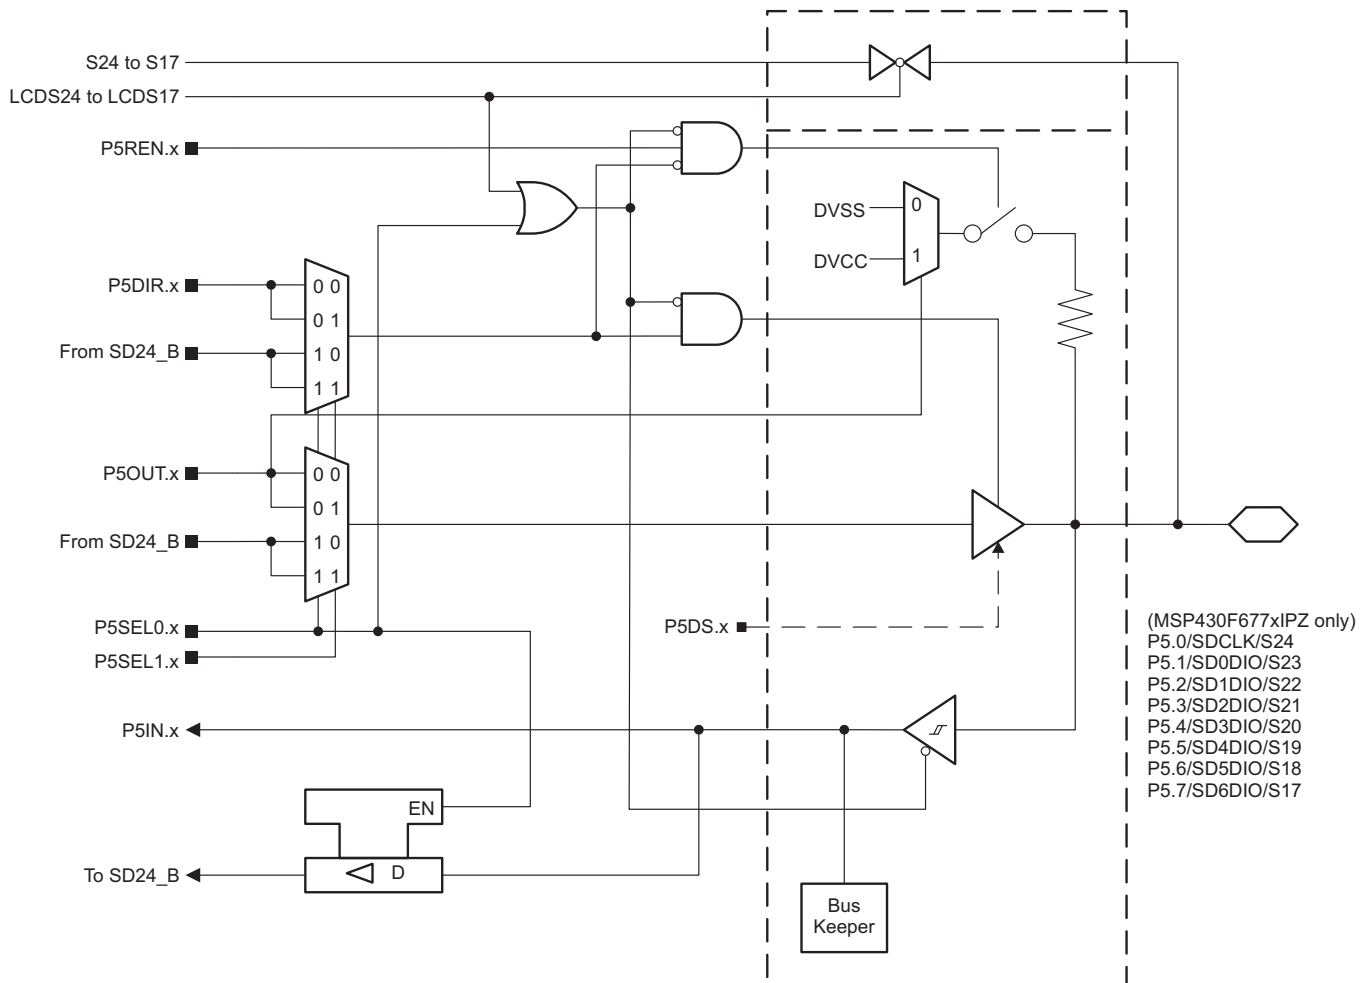 S24 to S17
LCDS24 to LCDS17
P5REN.x
DVSS
0
DVCC
1
P5DIR.x
0 0
0 1
From SD24_B
1 0
1 1
P5OUT.x
0 0
0 1
From SD24_B
1 0
1 1
P5SEL0.x
P5SEL1.x
P5DS.x
(MSP430F677xIPZ only)
P5.0/SDCLK/S24
P5.1/SD0DIO/S23
P5.2/SD1DIO/S22
P5.3/SD2DIO/S21
P5.4/SD3DIO/S20
P5.5/SD4DIO/S19
P5.6/SD5DIO/S18
P5.7/SD6DIO/S17
P5IN.x
EN
To SD24_B
D
Bus
Keeper